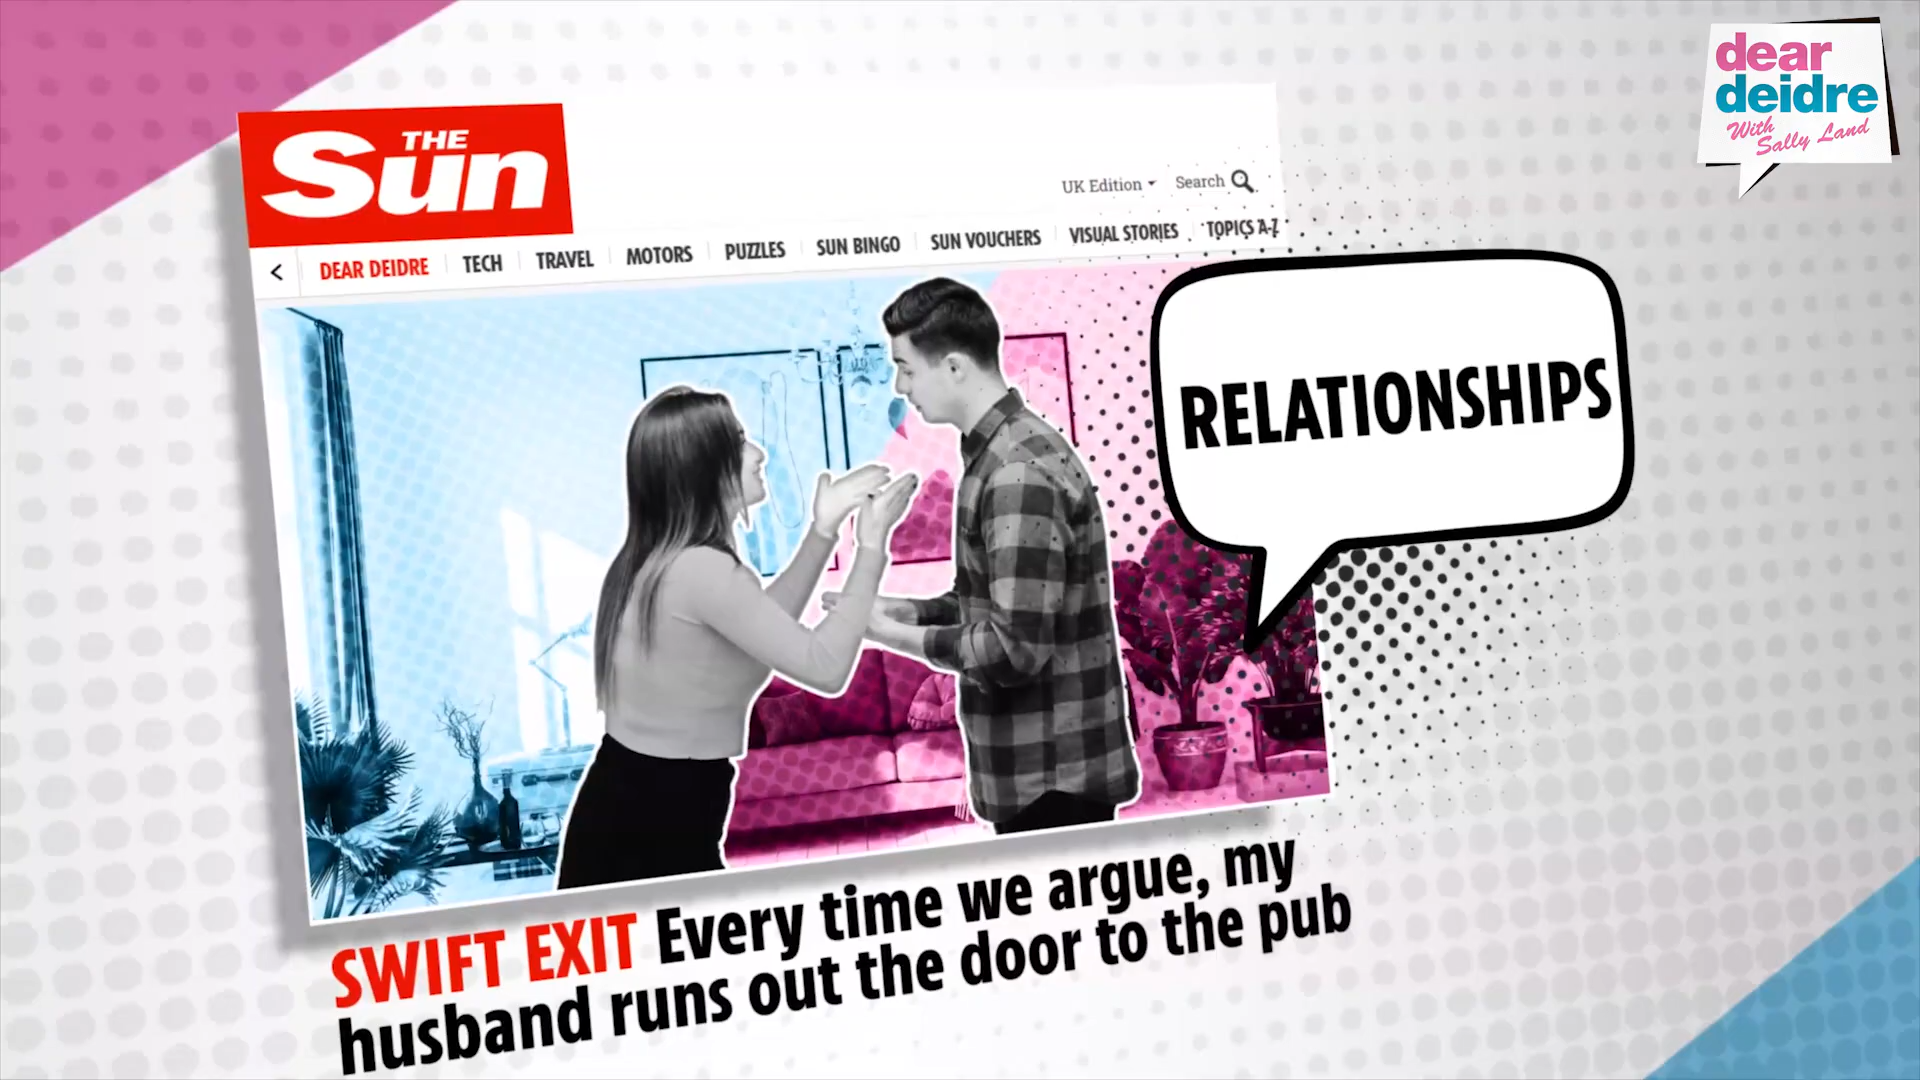 dear
deidre
With
Sally Land
THE
Sun
UK Edition
Search
DEAR DEIDRE
TECH
TRAVEL
MOTORS
PUZZLES
SUN BINGO
SUN VOUCHERS
VISUAL STORIES
TOPICS A-Z
RELATIONSHIPS
SWIFT EXIT Every time we argue, my
husband runs out the door to the pub